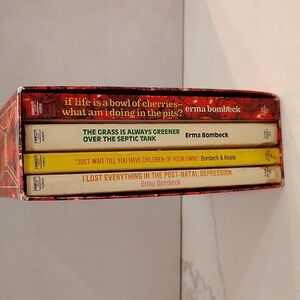 if life is a bowl of cherries–
what am i doing in the pits? erma bombeck
THE GRASS IS ALWAYS GREENER
OVER THE SEPTIC TANK Erma Bombeck
"JUST WAIT TILL YOU HAVE CHILDREN OF YOUR OWN!" Bombeck & Keane
I LOST EVERYTHING IN THE POST-NATAL DEPRESSION
Erma Bombeck